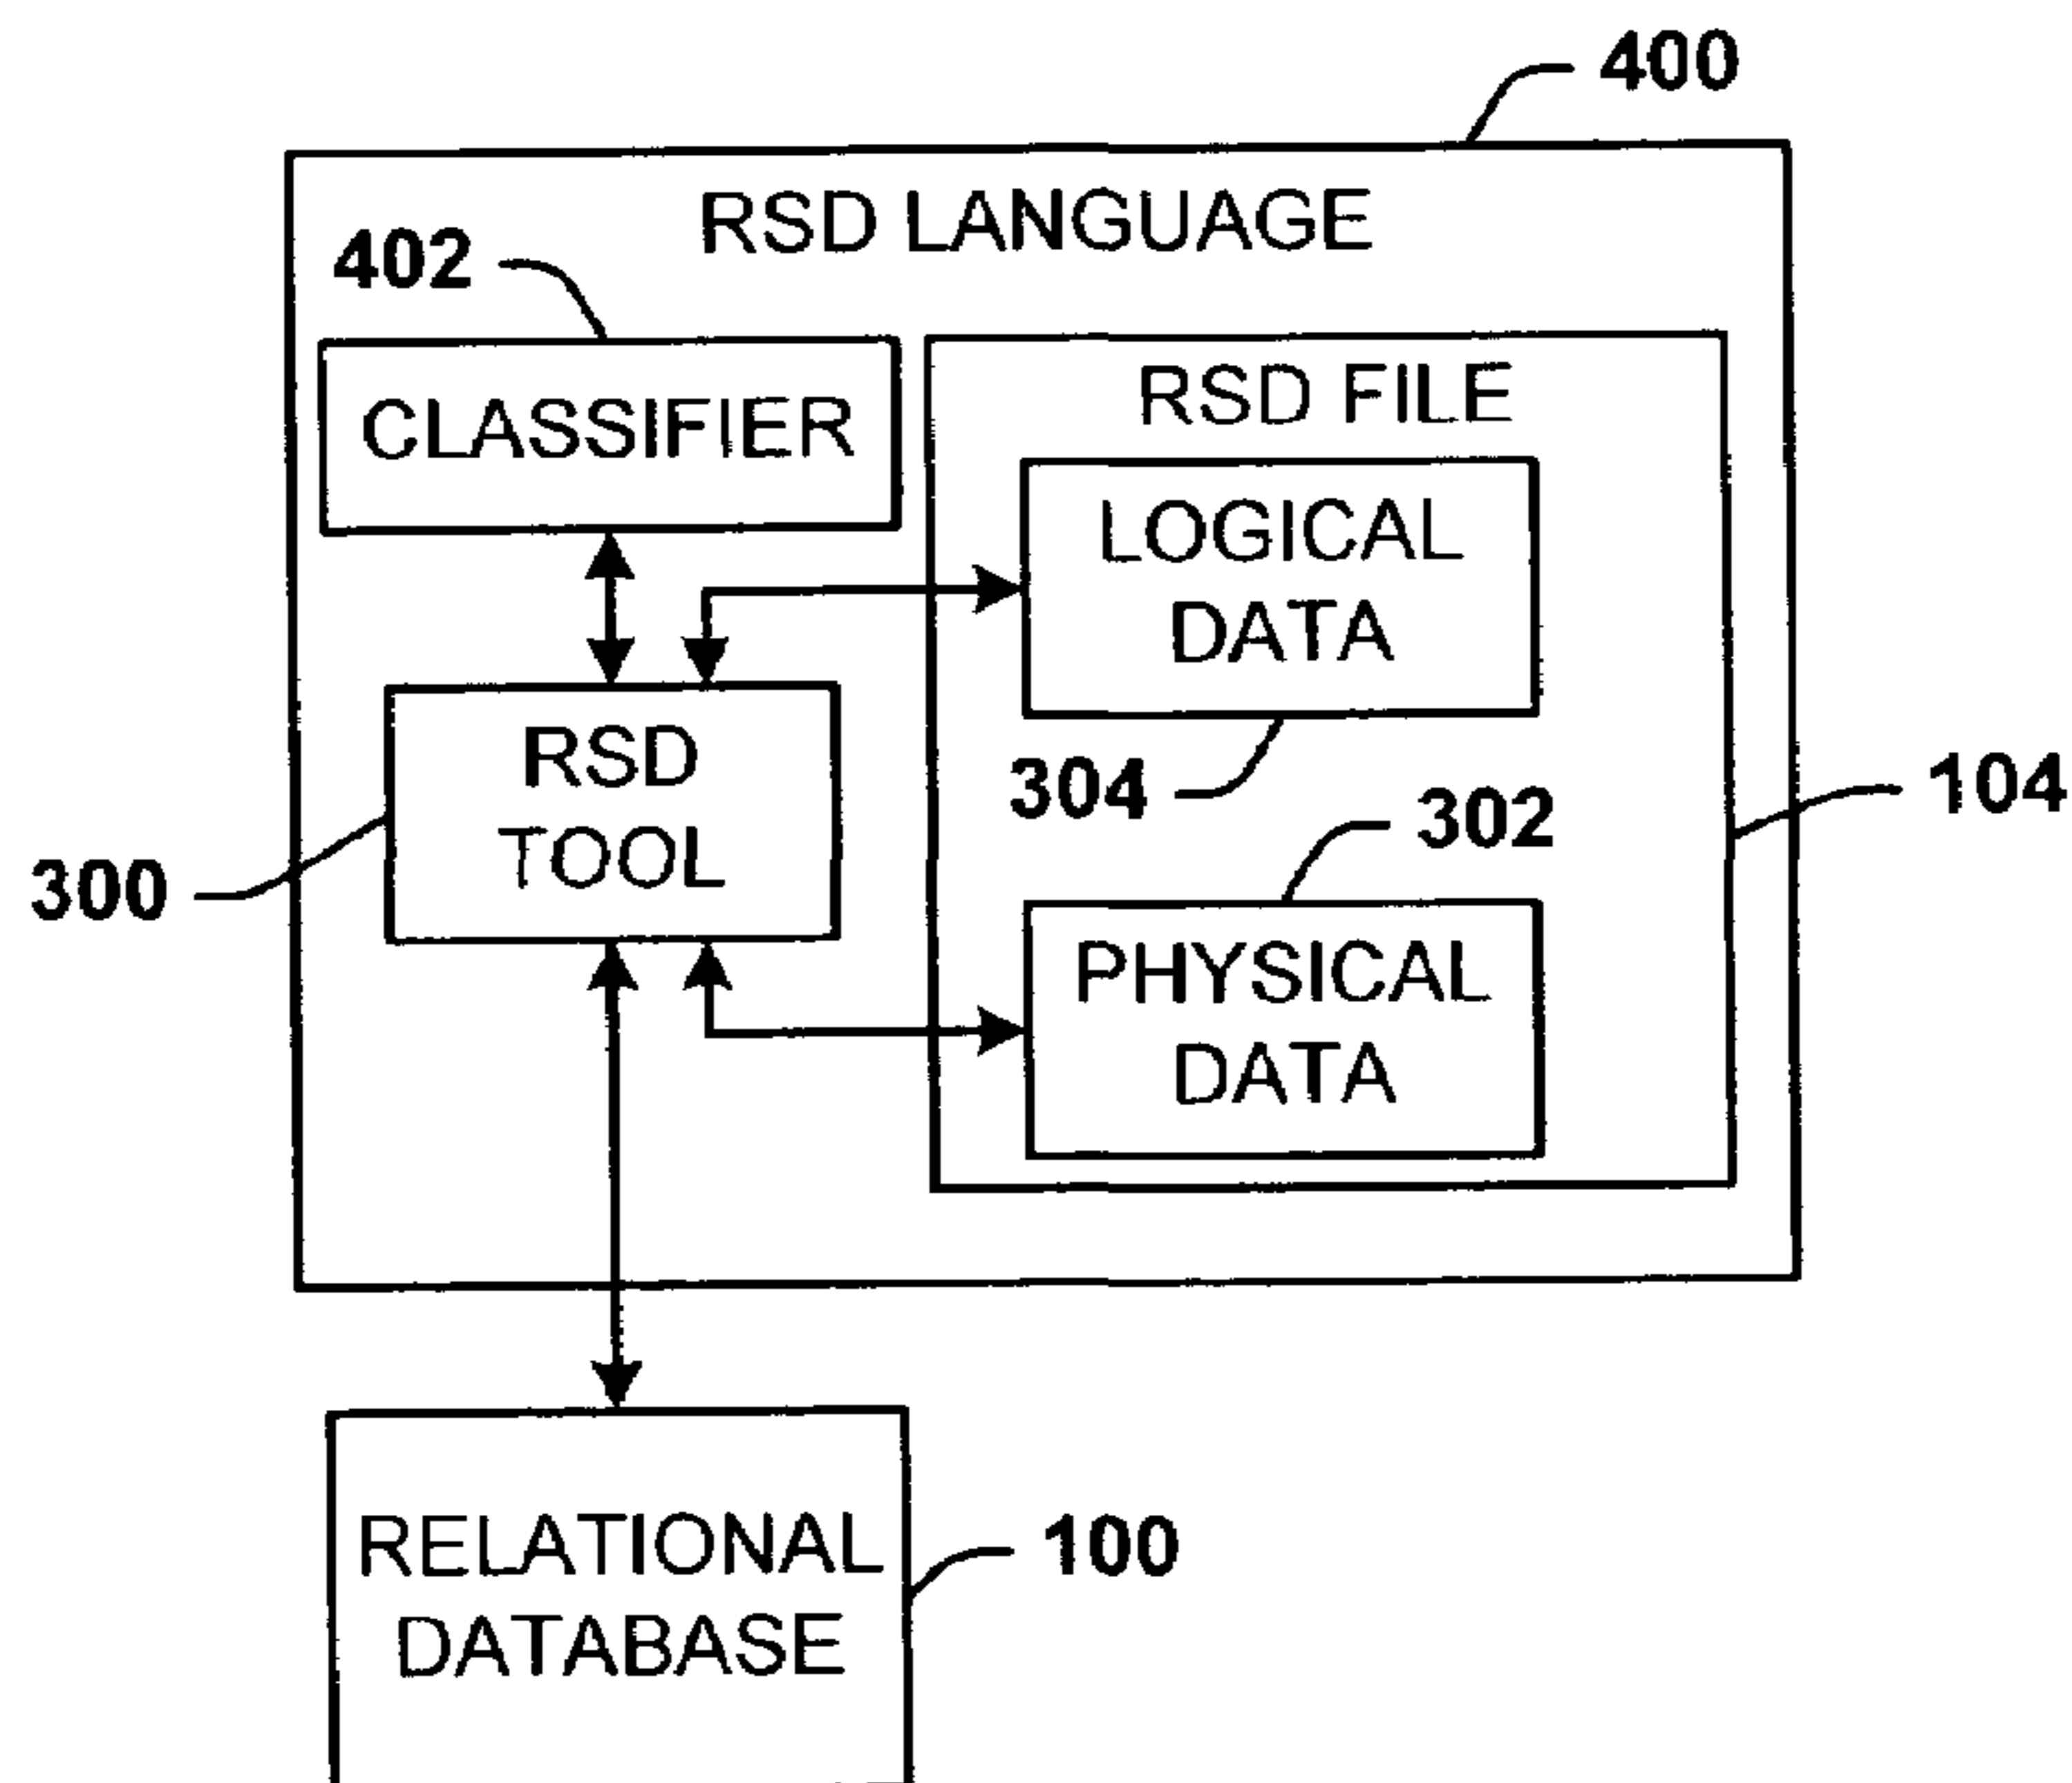 400
RSD LANGUAGE
402
CLASSIFIER
RSD FILE
LOGICAL
DATA
304
302
104
RSD
TOOL
300
PHYSICAL
DATA
RELATIONAL
DATABASE
100